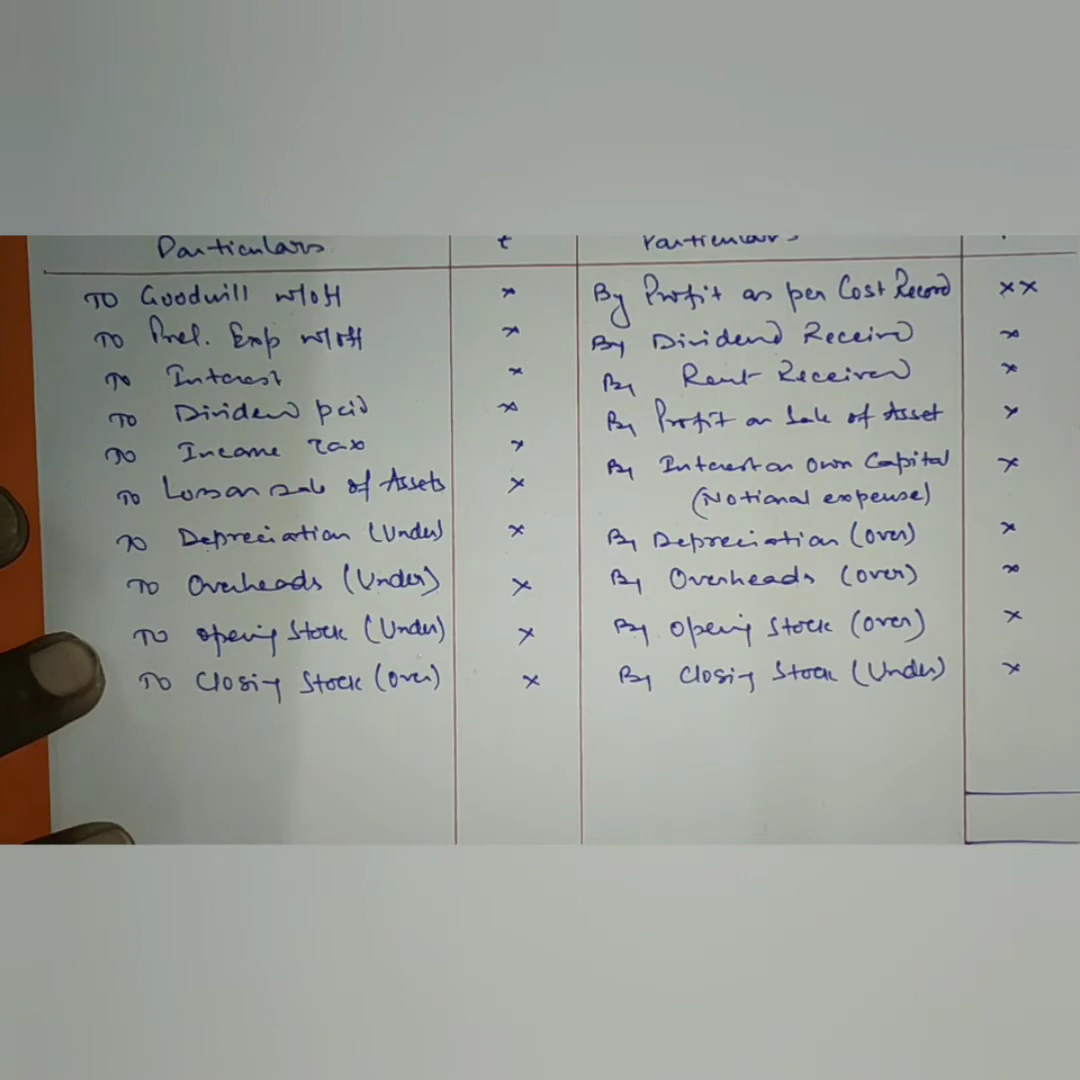 Particulars ₹ Particulars
To Goodwill w/off × By Profit as per Cost Record ××
To Prel. Exp w/off × By Dividend Received ×
To Interest × By Rent Received ×
To Dividend paid × By Profit on Sale of Asset ×
To Income Tax × By Interest on Own Capital ×
(Notional expense)
To Loss on sale of Assets ×
To Depreciation (Under) × By Depreciation (Over) ×
To Overheads (Under) × By Overheads (Over) ×
To Opening Stock (Under) × By Opening Stock (Over) ×
To Closing Stock (Over) × By Closing Stock (Under) ×